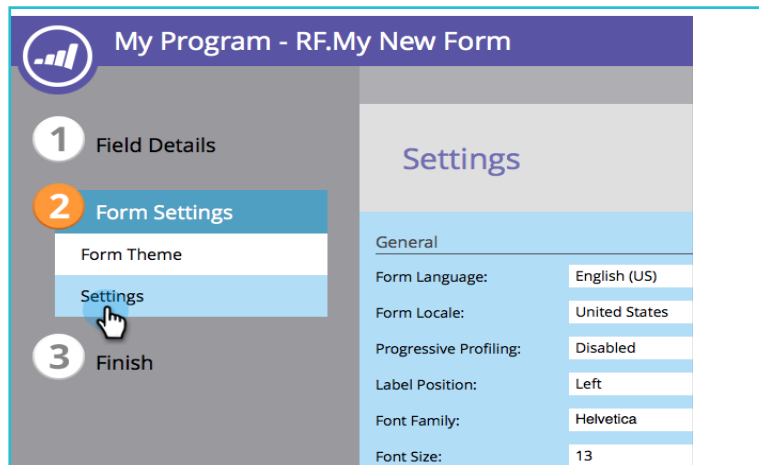 My Program - RF.My New Form
1 Field Details
2 Form Settings
Form Theme
Settings
3 Finish
Settings
General
Form Language: English (US)
Form Locale: United States
Progressive Profiling: Disabled
Label Position: Left
Font Family: Helvetica
Font Size: 13